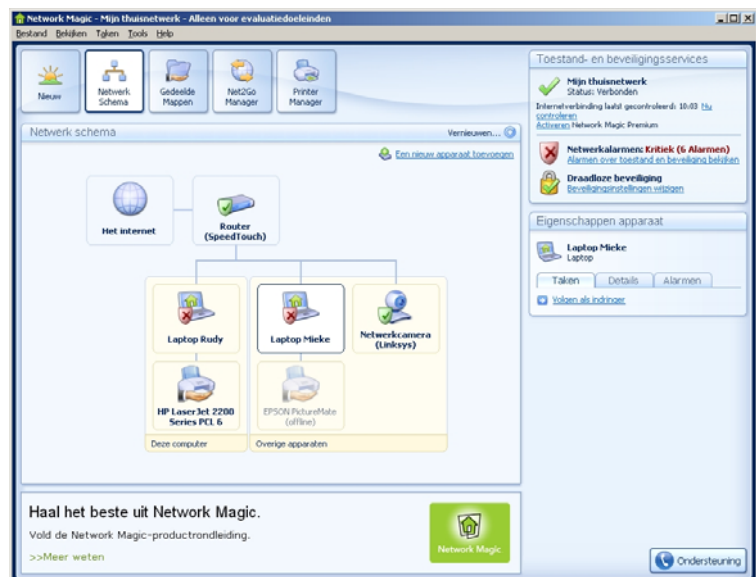 Network Magic - Mijn thuisnetwerk - Alleen voor evaluatiedoeleinden
Bestand Bekijken Taken Tools Help
Nieuw
Netwerk
Schema
Gedeelde
Mappen
Net2Go
Manager
Printer
Manager
Netwerk schema
Vernieuwen...
Een nieuw apparaat toevoegen
Het internet
Router
(SpeedTouch)
Laptop Rudy
Laptop Mieke
Netwerkcamera
(Linksys)
HP LaserJet 2200
Series PCL 6
EPSON PictureMate
(offline)
Deze computer
Overige apparaten
Haal het beste uit Network Magic.
Vold de Network Magic-productrondleiding.
>>Meer weten
Network Magic
Toestand- en beveiligingsservices
Mijn thuisnetwerk
Status: Verbonden
Internetverbinding laatst gecontroleerd: 10:03 Nu
controleren
Activeren Network Magic Premium
Netwerkalarmen: Kritiek (6 Alarmen)
Alarmen over toestand en beveiliging bekijken
Draadloze beveiliging
Beveiligingsinstellingen wijzigen
Eigenschappen apparaat
Laptop Mieke
Laptop
Taken Details Alarmen
Volgen als indringer
Ondersteuning